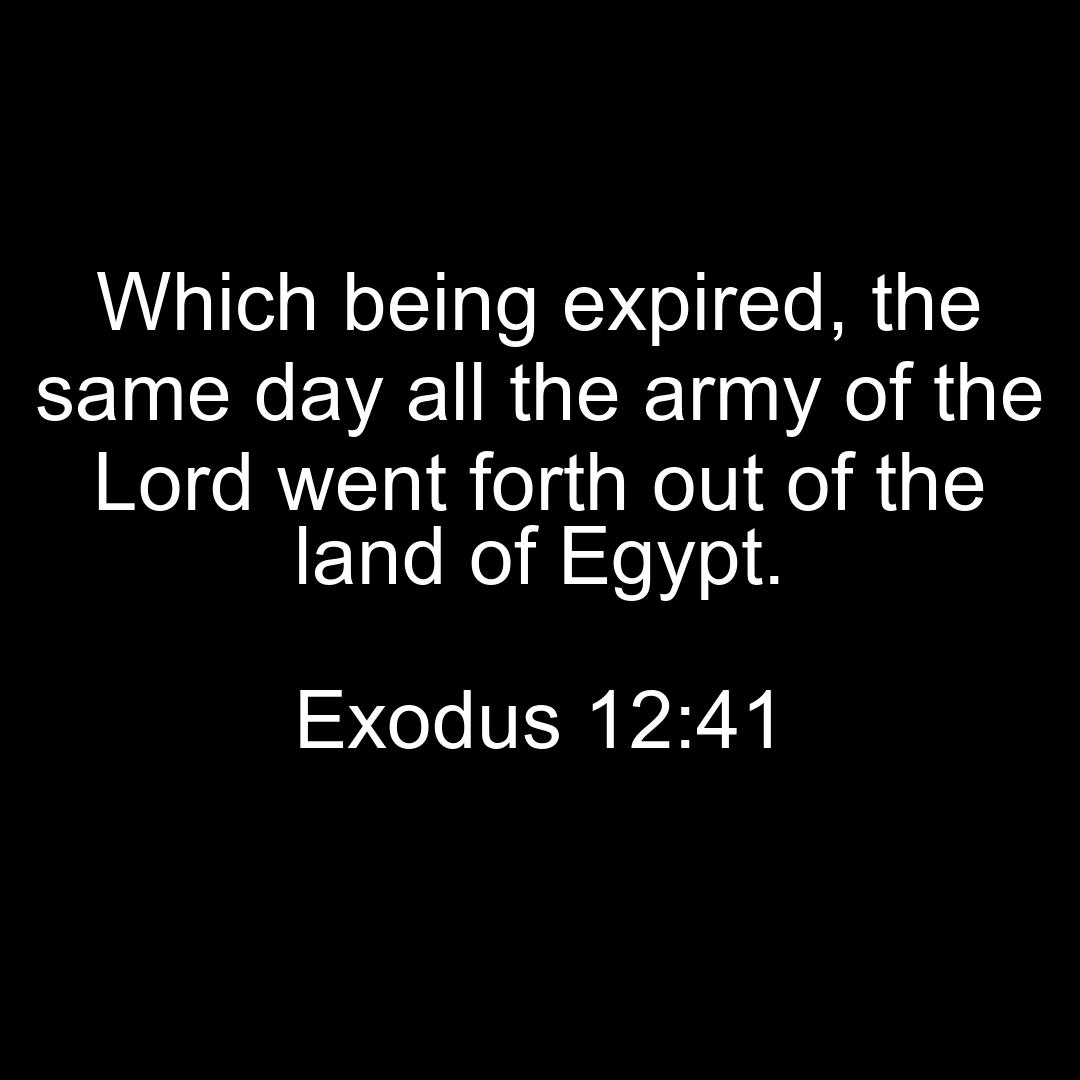 Which being expired, the
same day all the army of the
Lord went forth out of the
land of Egypt.
Exodus 12:41